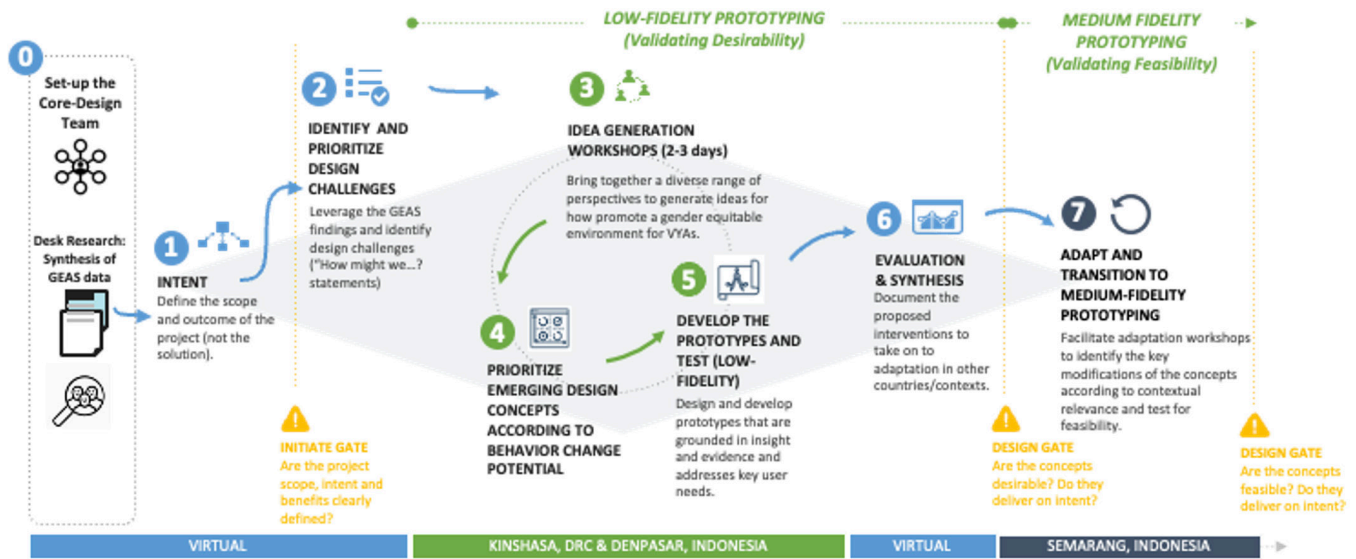 LOW-FIDELITY PROTOTYPING
(Validating Desirability)
MEDIUM FIDELITY
PROTOTYPING
(Validating Feasibility)
0
Set-up the
Core-Design
Team
Desk Research:
Synthesis of
GEAS data
1
INTENT
Define the scope
and outcome of the
project (not the
solution).
2
IDENTIFY AND
PRIORITIZE
DESIGN
CHALLENGES
Leverage the GEAS
findings and identify
design challenges
("How might we...?
statements)
3
IDEA GENERATION
WORKSHOPS (2-3 days)
Bring together a diverse range of
perspectives to generate ideas for
how promote a gender equitable
environment for VYAs.
4
PRIORITIZE
EMERGING DESIGN
CONCEPTS
ACCORDING TO
BEHAVIOR CHANGE
POTENTIAL
5
DEVELOP THE
PROTOTYPES AND
TEST (LOW-
FIDELITY)
Design and develop
prototypes that are
grounded in insight
and evidence and
addresses key user
needs.
6
EVALUATION
& SYNTHESIS
Document the
proposed
interventions to
take on to
adaptation in other
countries/contexts.
7
ADAPT AND
TRANSITION TO
MEDIUM-FIDELITY
PROTOTYPING
Facilitate adaptation workshops
to identify the key
modifications of the concepts
according to contextual
relevance and test for
feasibility.
INITIATE GATE
Are the project
scope, intent and
benefits clearly
defined?
DESIGN GATE
Are the concepts
desirable? Do they
deliver on intent?
DESIGN GATE
Are the concepts
feasible? Do they
deliver on intent?
VIRTUAL
KINSHASA, DRC & DENPASAR, INDONESIA
VIRTUAL
SEMARANG, INDONESIA